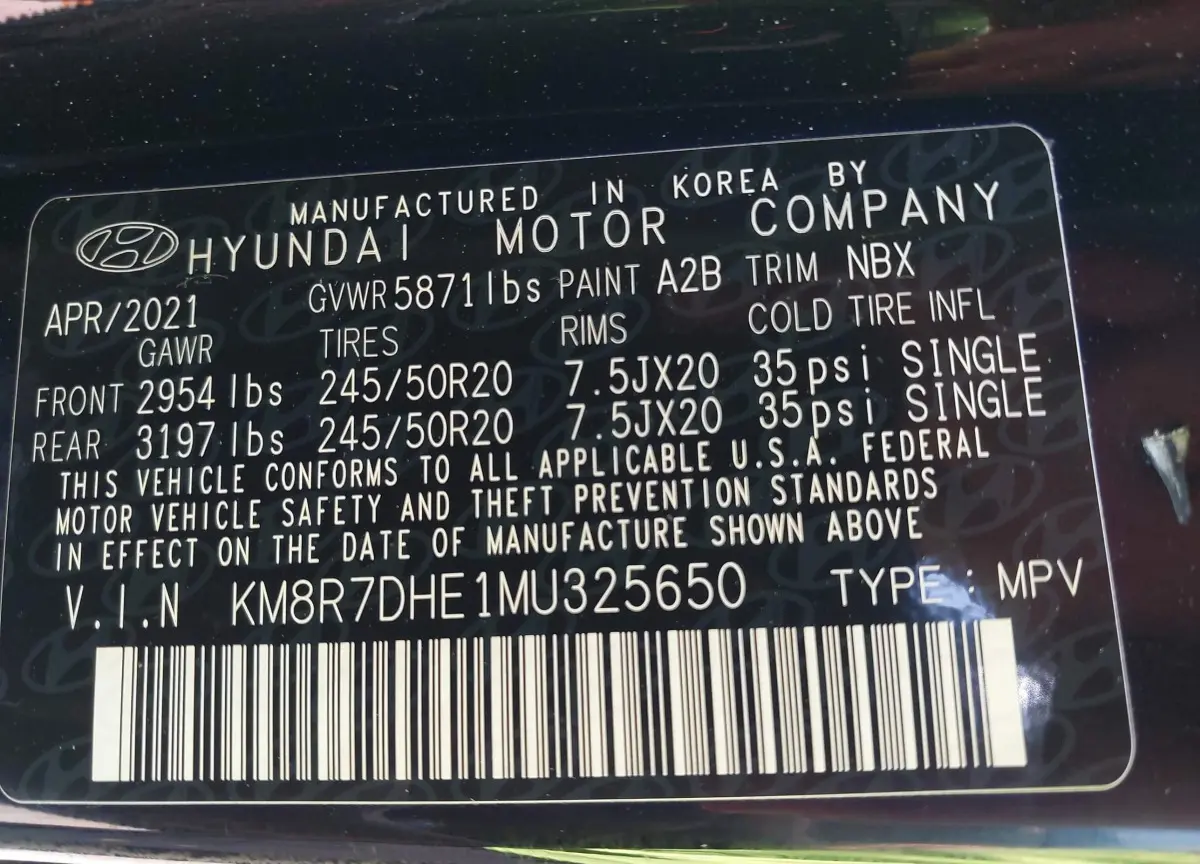 MANUFACTURED IN KOREA BY
HYUNDAI MOTOR COMPANY
APR/2021 GVWR 5871 lbs PAINT A2B TRIM NBX
GAWR TIRES RIMS COLD TIRE INFL
FRONT 2954 lbs 245/50R20 7.5JX20 35psi SINGLE
REAR 3197 lbs 245/50R20 7.5JX20 35psi SINGLE
THIS VEHICLE CONFORMS TO ALL APPLICABLE U.S.A. FEDERAL
MOTOR VEHICLE SAFETY AND THEFT PREVENTION STANDARDS
IN EFFECT ON THE DATE OF MANUFACTURE SHOWN ABOVE
V.I.N KM8R7DHE1MU325650 TYPE : MPV